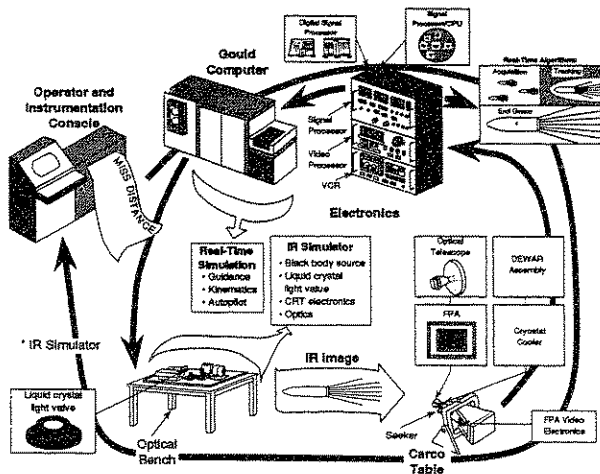 Digital Signal
Processor
Signal
Processor/CPU
Gould
Computer
Real-Time Algorithms
Acquisition
Tracking
End Game
Operator and
Instrumentation
Console
MISS DISTANCE
Signal
Processor
Video
Processor
VCR
Electronics
Real-Time
Simulation
• Guidance
• Kinematics
• Autopilot
IR Simulator
• Black body source
• Liquid crystal
light valve
• CRT electronics
• Optics
Optical
Telescope
DEWAR
Assembly
FPA
Cryostat
Cooler
* IR Simulator
IR Image
Liquid crystal
light valve
Optical
Bench
Seeker
Carco
Table
FPA Video
Electronics